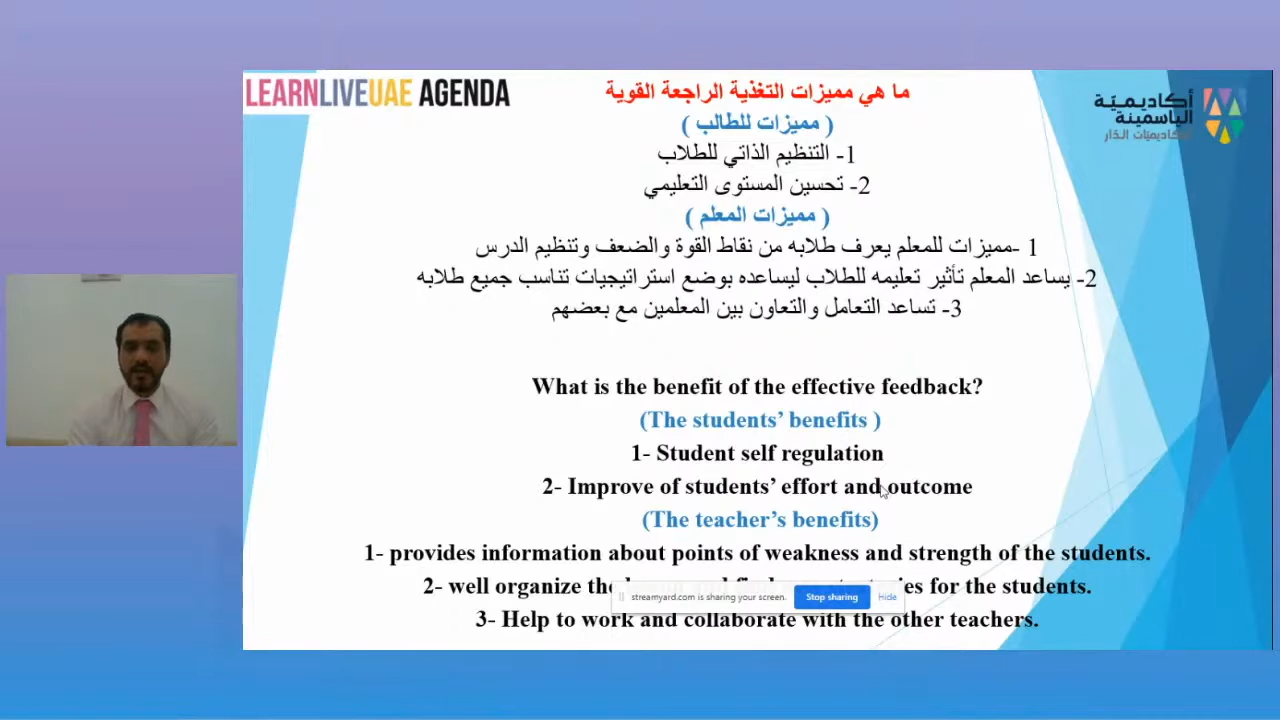 LEARNLIVEUAE AGENDA
أكاديميّة
الياسمينة
أكاديميّات الدّار
ما هي مميزات التغذية الراجعة القوية
( مميزات للطالب )
1- التنظيم الذاتي للطلاب
2- تحسين المستوى التعليمي
( مميزات المعلم )
1 -مميزات للمعلم يعرف طلابه من نقاط القوة والضعف وتنظيم الدرس
2- يساعد المعلم تأثير تعليمه للطلاب ليساعده بوضع استراتيجيات تناسب جميع طلابه
3- تساعد التعامل والتعاون بين المعلمين مع بعضهم
What is the benefit of the effective feedback?
(The students’ benefits )
1- Student self regulation
2- Improve of students’ effort and outcome
(The teacher’s benefits)
1- provides information about points of weakness and strength of the students.
2- well organize the for the students.
streamyard.com is sharing your screen.
Stop sharing
Hide
3- Help to work and collaborate with the other teachers.